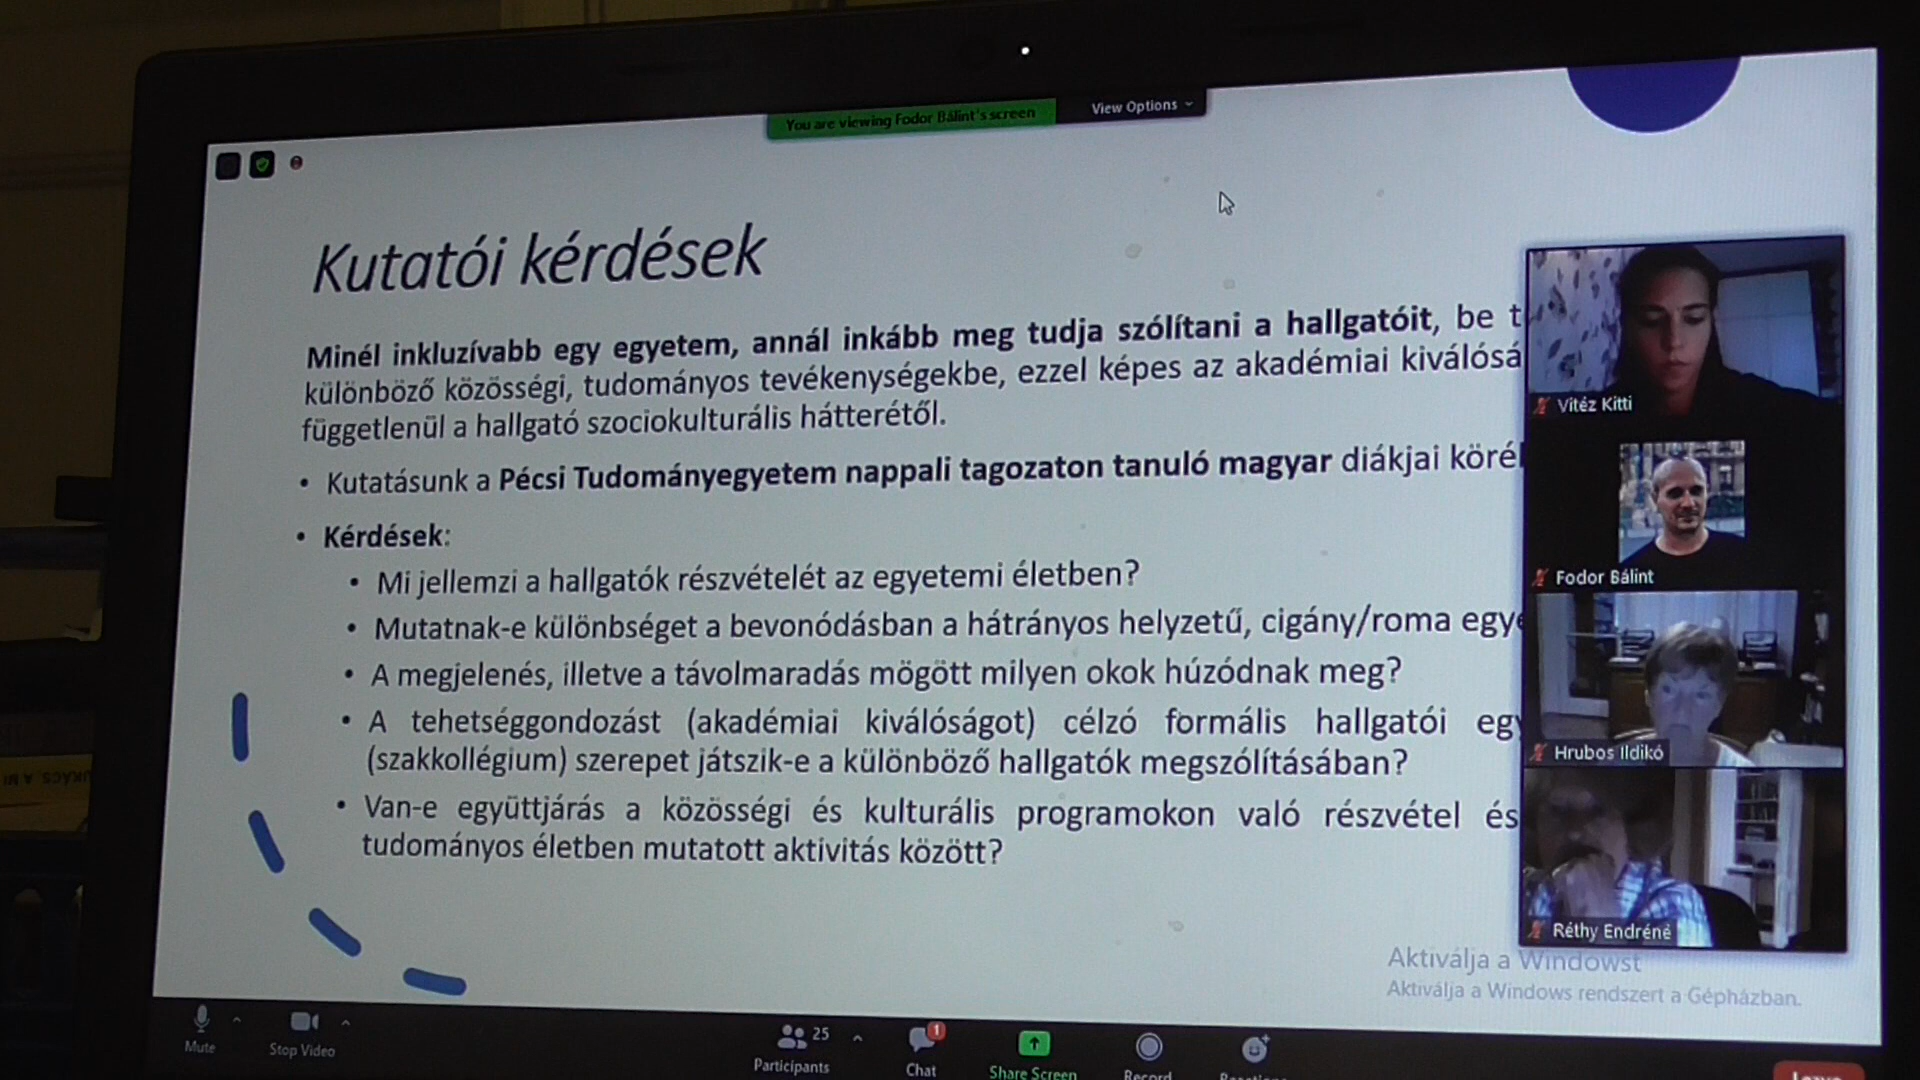 You are viewing Fodor Bálint's screen
View Options
Kutatói kérdések
Minél inkluzívabb egy egyetem, annál inkább meg tudja szólítani a hallgatóit, be t
különböző közösségi, tudományos tevékenységekbe, ezzel képes az akadémiai kiválósá
függetlenül a hallgató szociokulturális hátterétől.
• Kutatásunk a Pécsi Tudományegyetem nappali tagozaton tanuló magyar diákjai köré
• Kérdések:
• Mi jellemzi a hallgatók részvételét az egyetemi életben?
• Mutatnak-e különbséget a bevonódásban a hátrányos helyzetű, cigány/roma egye
• A megjelenés, illetve a távolmaradás mögött milyen okok húzódnak meg?
• A tehetséggondozást (akadémiai kiválóságot) célzó formális hallgatói egy
(szakkollégium) szerepet játszik-e a különböző hallgatók megszólításában?
• Van-e együttjárás a közösségi és kulturális programokon való részvétel és
tudományos életben mutatott aktivitás között?
Vitéz Kitti
Fodor Bálint
Hrubos Ildikó
Réthy Endréné
Aktiválja a Windowst
Aktiválja a Windows rendszert a Gépházban.
Mute
Stop Video
25
Participants
1
Chat
Share Screen
Record
Reactions
Leave